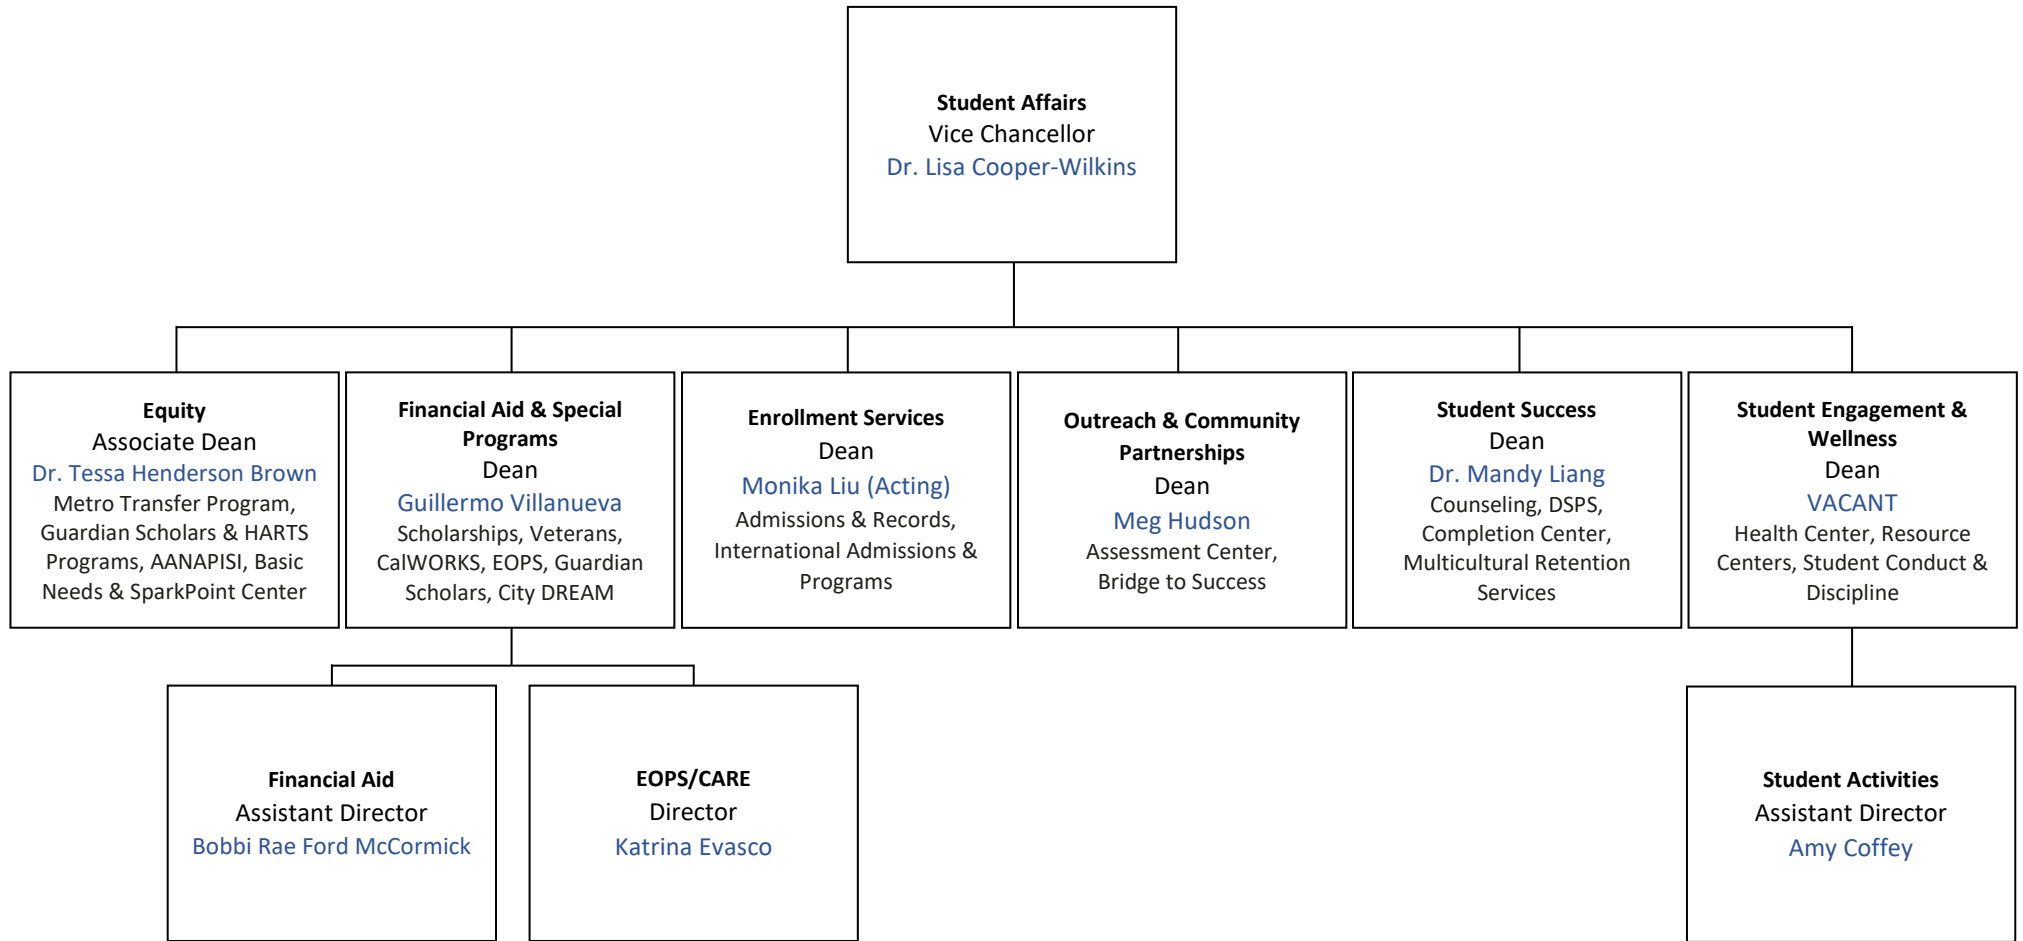 Student Affairs
Vice Chancellor
Dr. Lisa Cooper-Wilkins
Equity
Associate Dean
Dr. Tessa Henderson Brown
Metro Transfer Program,
Guardian Scholars & HARTS
Programs, AANAPISI, Basic
Needs & SparkPoint Center
Financial Aid & Special
Programs
Dean
Guillermo Villanueva
Scholarships, Veterans,
CalWORKS, EOPS, Guardian
Scholars, City DREAM
Enrollment Services
Dean
Monika Liu (Acting)
Admissions & Records,
International Admissions &
Programs
Outreach & Community
Partnerships
Dean
Meg Hudson
Assessment Center,
Bridge to Success
Student Success
Dean
Dr. Mandy Liang
Counseling, DSPS,
Completion Center,
Multicultural Retention
Services
Student Engagement &
Wellness
Dean
VACANT
Health Center, Resource
Centers, Student Conduct &
Discipline
Financial Aid
Assistant Director
Bobbi Rae Ford McCormick
EOPS/CARE
Director
Katrina Evasco
Student Activities
Assistant Director
Amy Coffey